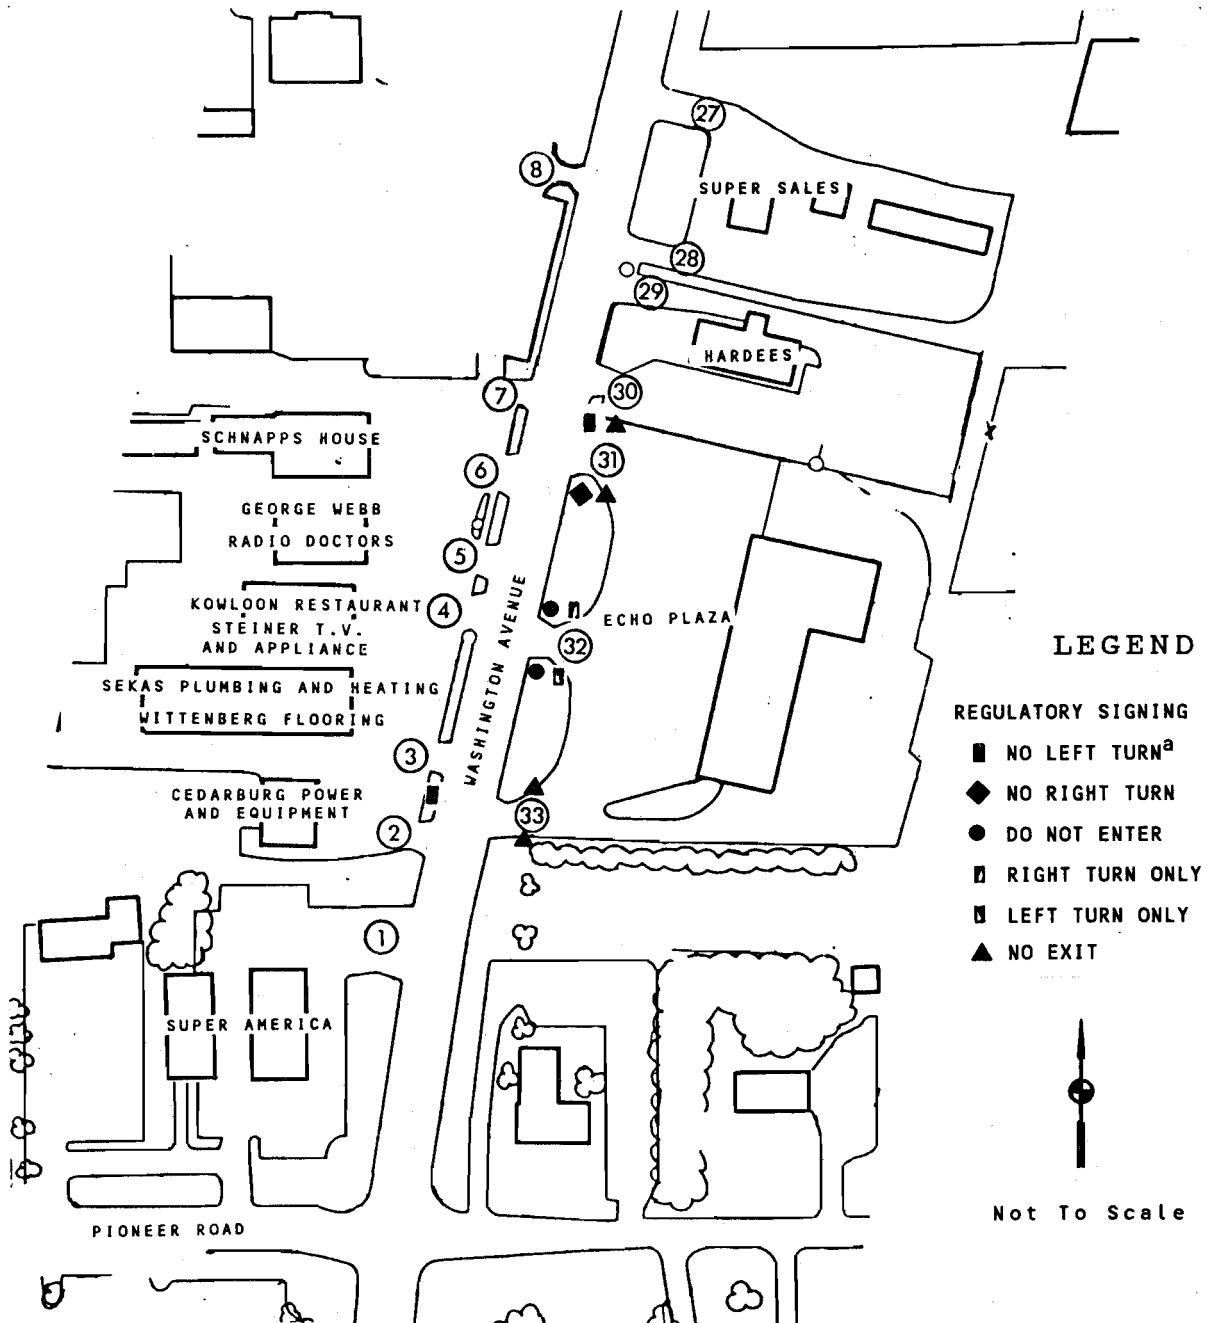 27
8
SUPER SALES
28
29
HARDEES
7
30
SCHNAPPS HOUSE
31
6
GEORGE WEBB
RADIO DOCTORS
5
KOWLOON RESTAURANT
4
STEINER T.V.
AND APPLIANCE
WASHINGTON AVENUE
ECHO PLAZA
32
SEKAS PLUMBING AND HEATING
WITTENBERG FLOORING
3
CEDARBURG POWER
AND EQUIPMENT
2
33
1
SUPER AMERICA
PIONEER ROAD
LEGEND
REGULATORY SIGNING
NO LEFT TURNa
NO RIGHT TURN
DO NOT ENTER
RIGHT TURN ONLY
LEFT TURN ONLY
NO EXIT
Not To Scale